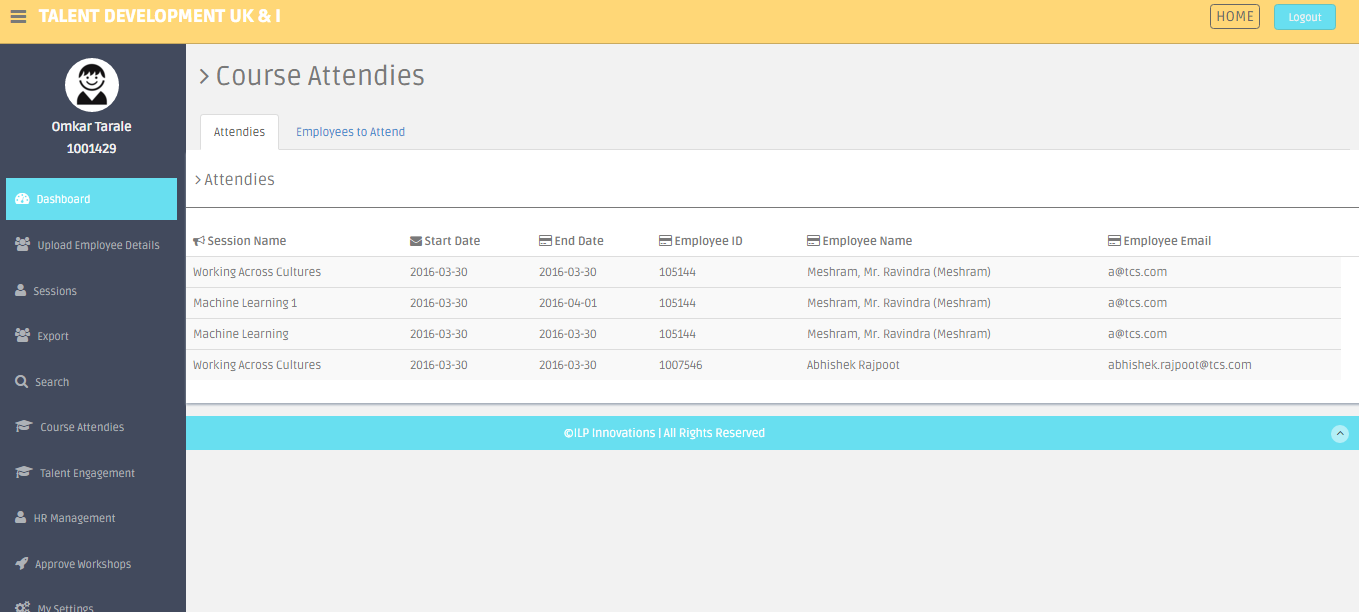 TALENT DEVELOPMENT UK & I
HOME
Logout
Omkar Tarale
1001429
Dashboard
Upload Employee Details
Sessions
Export
Search
Course Attendies
Talent Engagement
HR Management
Approve Workshops
My Settings
Course Attendies
Attendies Employees to Attend
Attendies
Session Name Start Date End Date Employee ID Employee Name Employee Email
Working Across Cultures 2016-03-30 2016-03-30 105144 Meshram, Mr. Ravindra (Meshram) a@tcs.com
Machine Learning 1 2016-03-30 2016-04-01 105144 Meshram, Mr. Ravindra (Meshram) a@tcs.com
Machine Learning 2016-03-30 2016-03-30 105144 Meshram, Mr. Ravindra (Meshram) a@tcs.com
Working Across Cultures 2016-03-30 2016-03-30 1007546 Abhishek Rajpoot abhishek.rajpoot@tcs.com
©ILP Innovations | All Rights Reserved